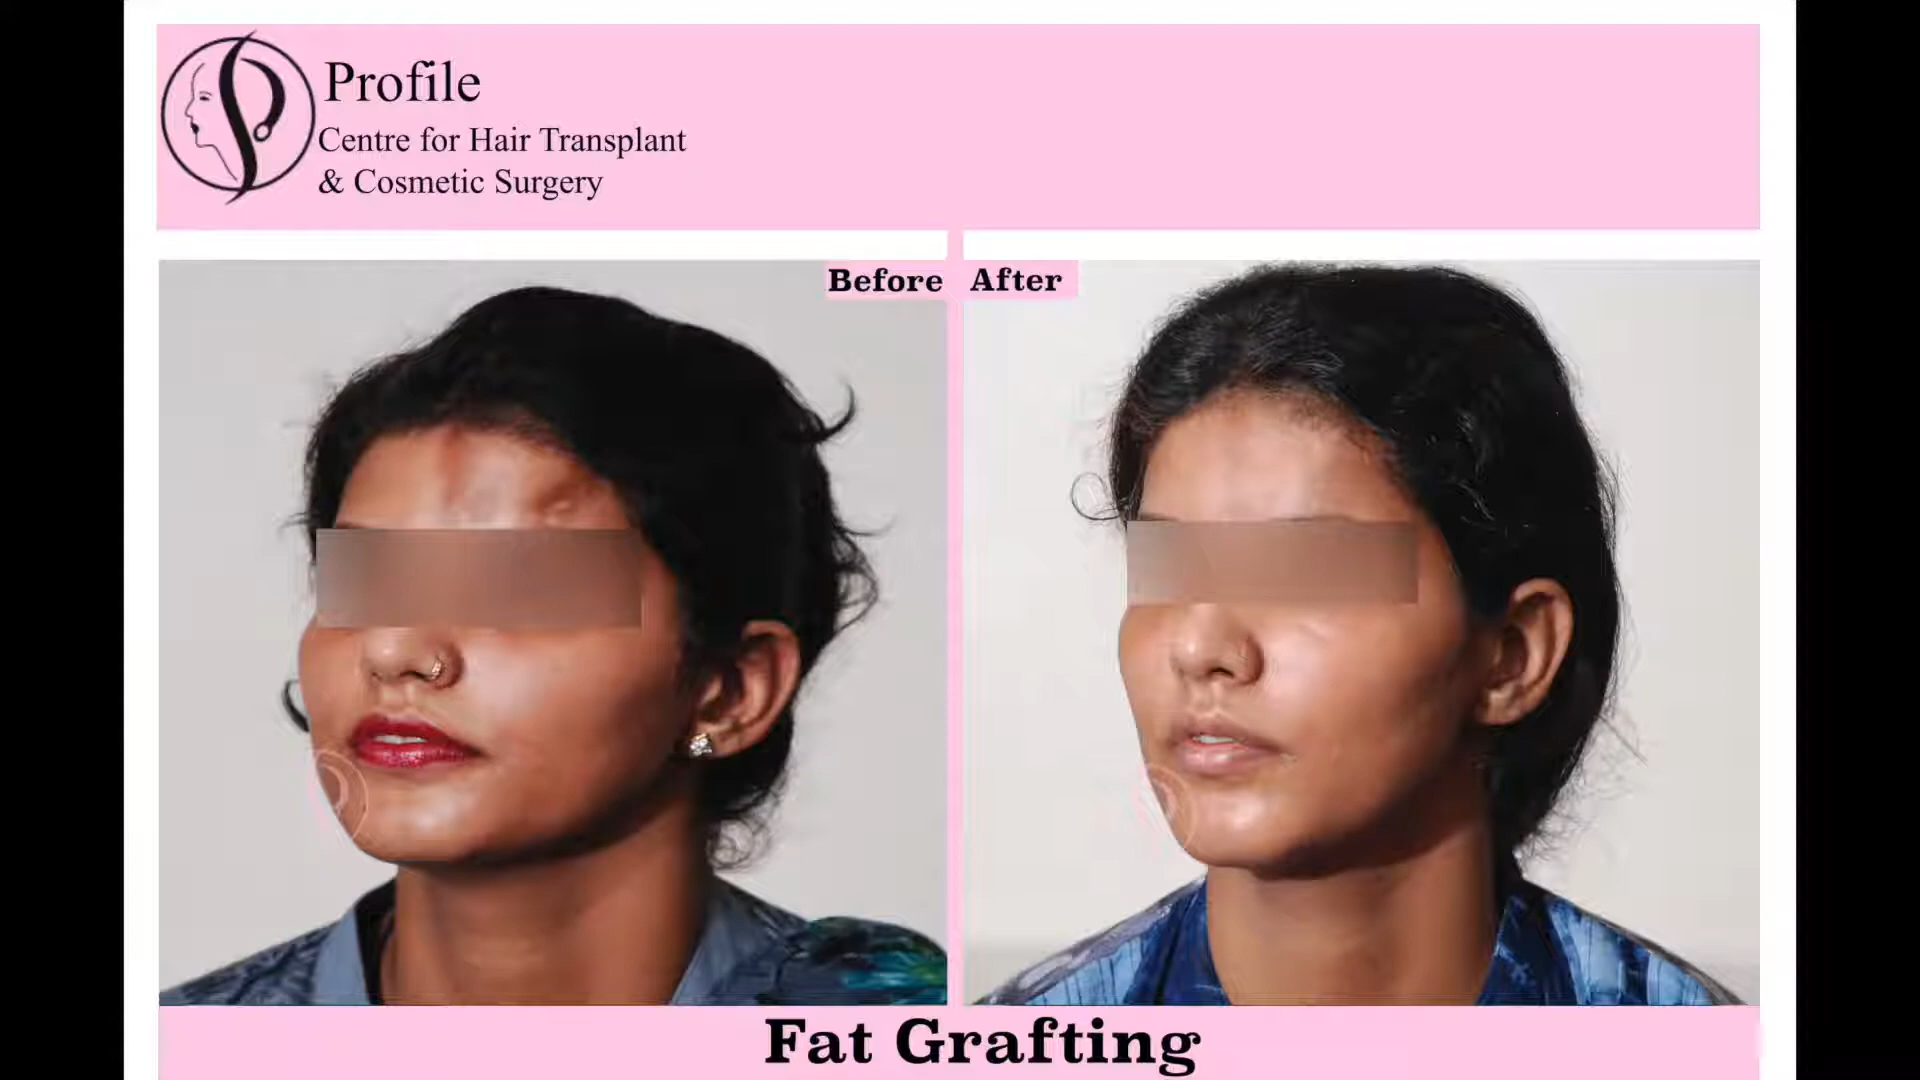 Profile
Centre for Hair Transplant
& Cosmetic Surgery
Before After
Fat Grafting